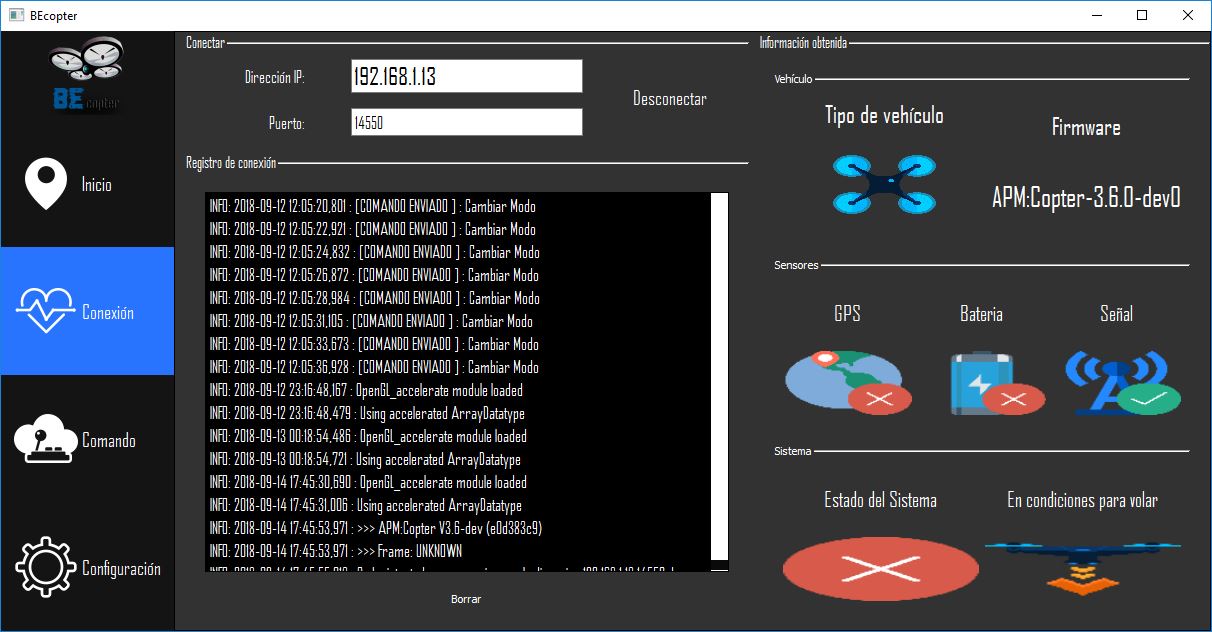 BEcopter
BE copter
Inicio
Conexión
Comando
Configuración
Conectar
Dirección IP:
192.168.1.13
Puerto:
14550
Desconectar
Registro de conexión
INFO: 2018-09-12 12:05:20,801 : [COMANDO ENVIADO ] : Cambiar Modo
INFO: 2018-09-12 12:05:22,921 : [COMANDO ENVIADO ] : Cambiar Modo
INFO: 2018-09-12 12:05:24,832 : [COMANDO ENVIADO ] : Cambiar Modo
INFO: 2018-09-12 12:05:26,872 : [COMANDO ENVIADO ] : Cambiar Modo
INFO: 2018-09-12 12:05:28,984 : [COMANDO ENVIADO ] : Cambiar Modo
INFO: 2018-09-12 12:05:31,105 : [COMANDO ENVIADO ] : Cambiar Modo
INFO: 2018-09-12 12:05:33,673 : [COMANDO ENVIADO ] : Cambiar Modo
INFO: 2018-09-12 12:05:36,928 : [COMANDO ENVIADO ] : Cambiar Modo
INFO: 2018-09-12 23:16:48,167 : OpenGL_accelerate module loaded
INFO: 2018-09-12 23:16:48,479 : Using accelerated ArrayDatatype
INFO: 2018-09-13 00:18:54,486 : OpenGL_accelerate module loaded
INFO: 2018-09-13 00:18:54,721 : Using accelerated ArrayDatatype
INFO: 2018-09-14 17:45:30,690 : OpenGL_accelerate module loaded
INFO: 2018-09-14 17:45:31,006 : Using accelerated ArrayDatatype
INFO: 2018-09-14 17:45:53,971 : >>> APM:Copter V3.6-dev (e0d383c9)
INFO: 2018-09-14 17:45:53,971 : >>> Frame: UNKNOWN
Borrar
Información obtenida
Vehículo
Tipo de vehículo
Firmware
APM:Copter-3.6.0-dev0
Sensores
GPS
Bateria
Señal
Sistema
Estado del Sistema
En condiciones para volar